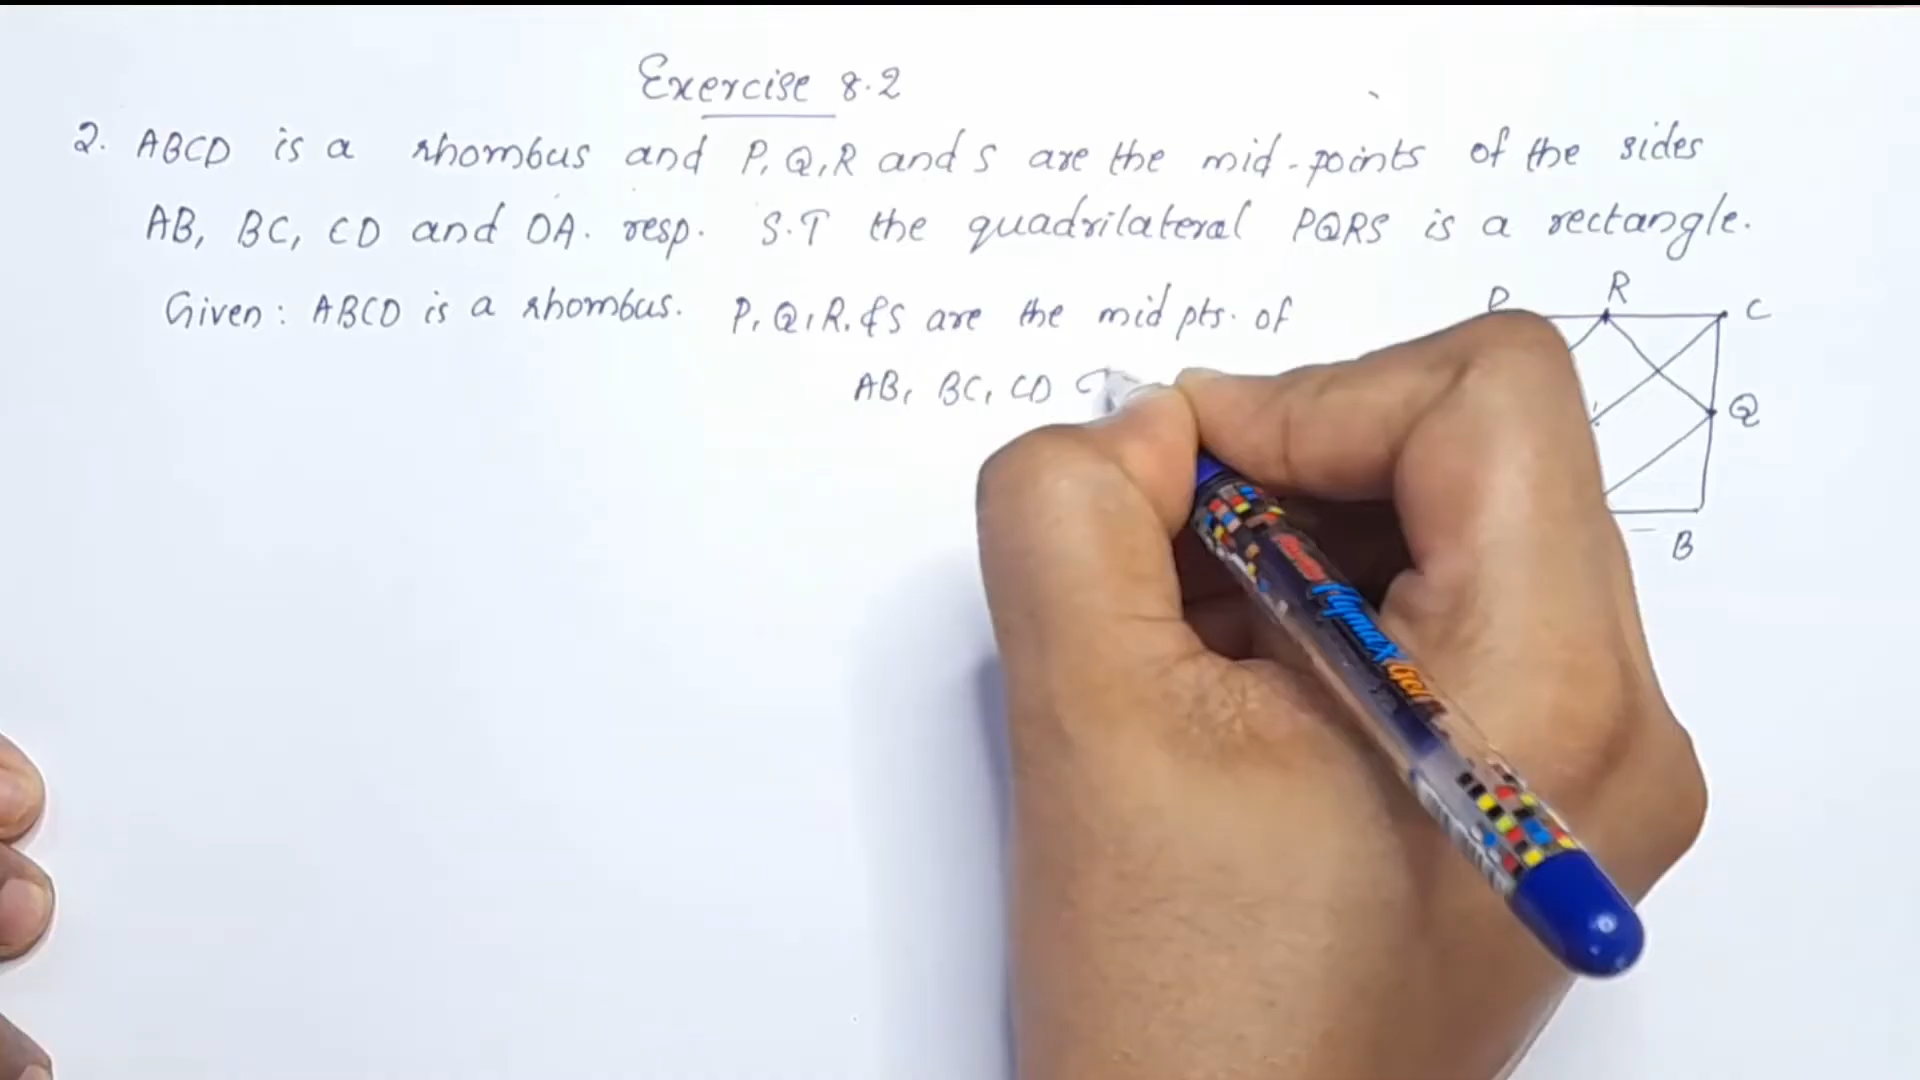 Exercise 8.2
2. ABCD is a rhombus and P, Q, R and S are the mid-points of the sides
AB, BC, CD and DA. resp. S.T the quadrilateral PQRS is a rectangle.
Given: ABCD is a rhombus. P, Q, R. & S are the mid pts. of
AB, BC, CD
D R C
Q
B
Flymax Gel